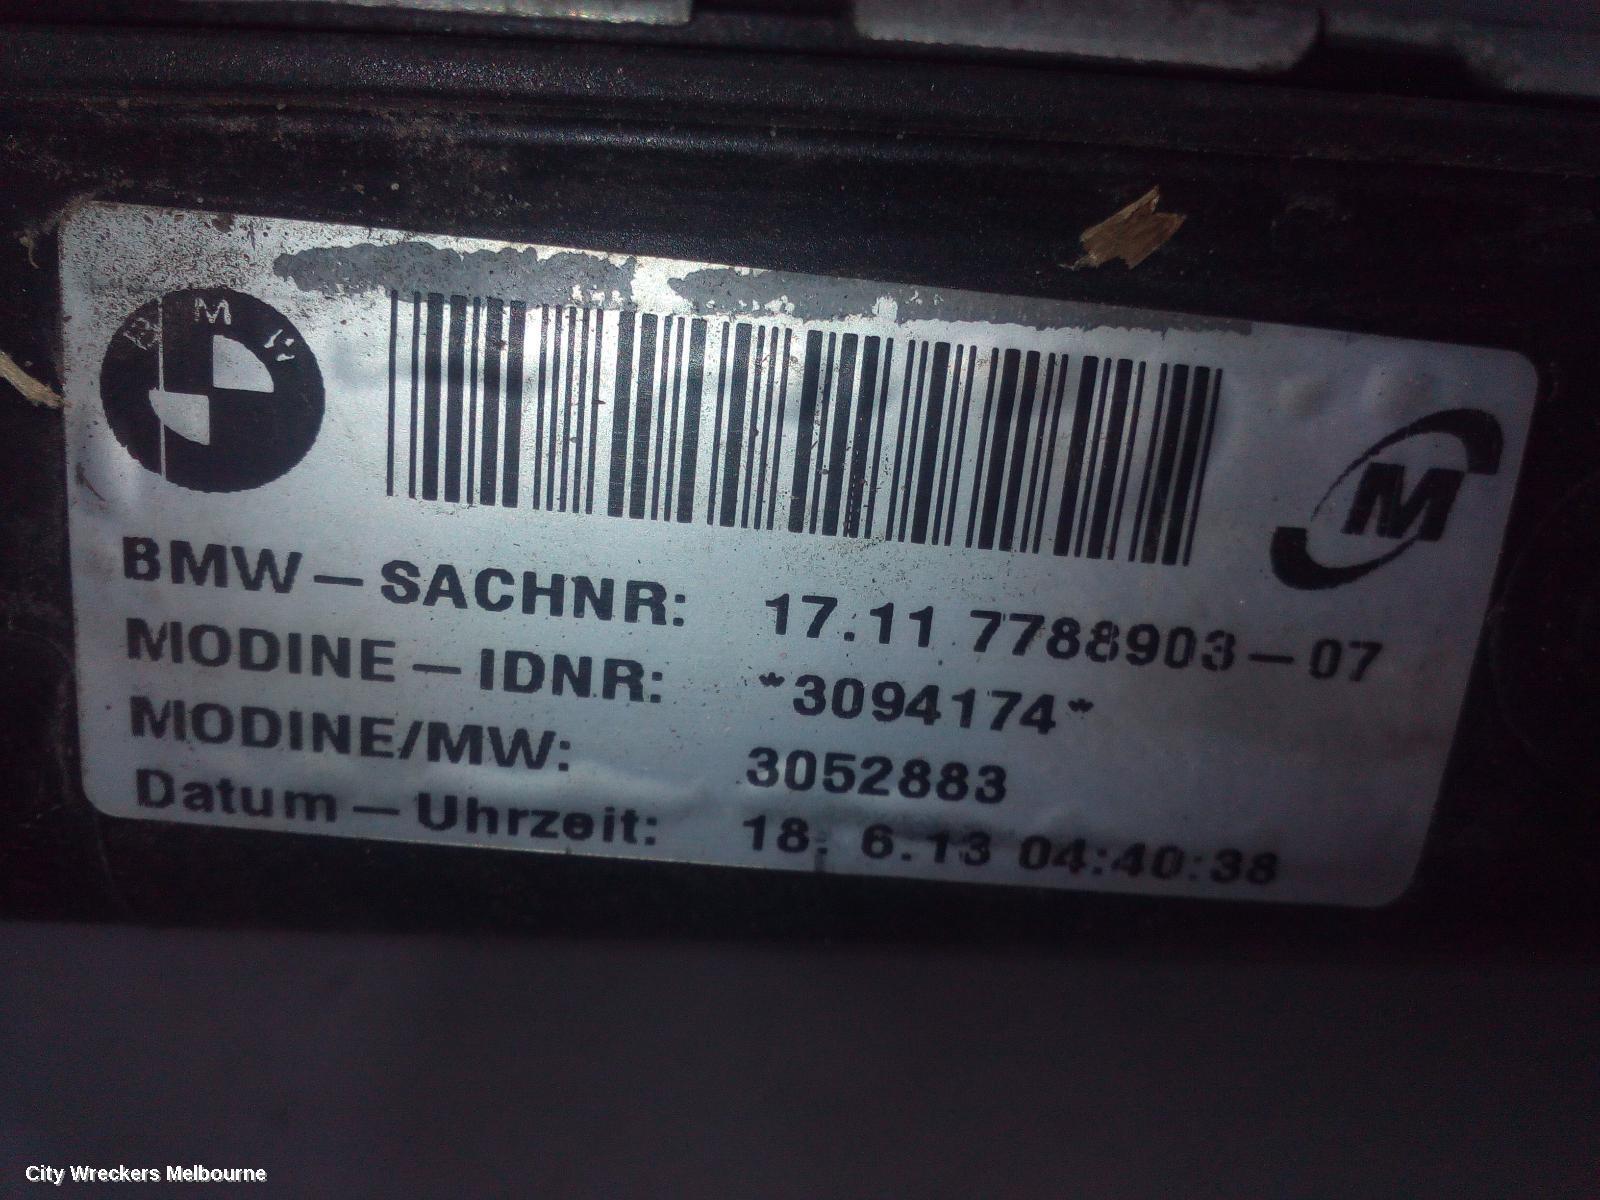 BMW
M
BMW-SACHNR: 17.11 7788903-07
MODINE-IDNR: *3094174*
MODINE/MW: 3052883
Datum-Uhrzeit: 18. 6.13 04:40:38
City Wreckers Melbourne